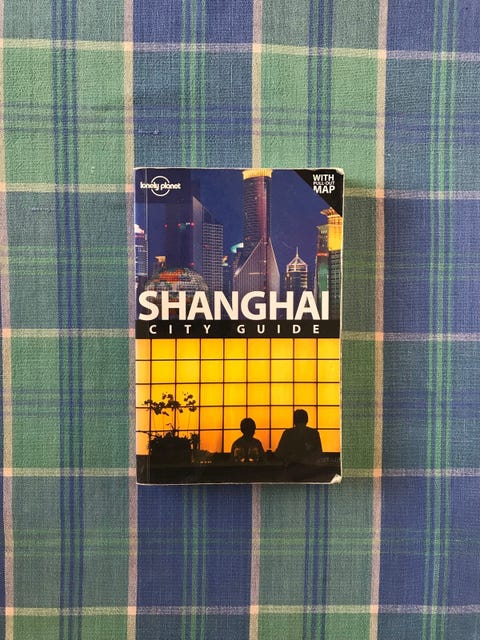 lonely planet
WITH
PULL-OUT
MAP
SHANGHAI
CITY GUIDE